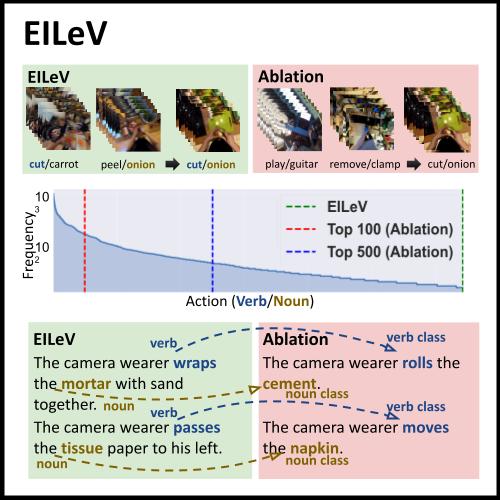 EILeV
EILeV
Ablation
cut/carrot peel/onion cut/onion
play/guitar remove/clamp cut/onion
10
3
10
2
Frequency
EILeV
Top 100 (Ablation)
Top 500 (Ablation)
Action (Verb/Noun)
EILeV
verb
The camera wearer wraps
the mortar with sand
together. noun
verb
The camera wearer passes
the tissue paper to his left.
noun
Ablation
verb class
The camera wearer rolls the
cement.
noun class
verb class
The camera wearer moves
the napkin.
noun class